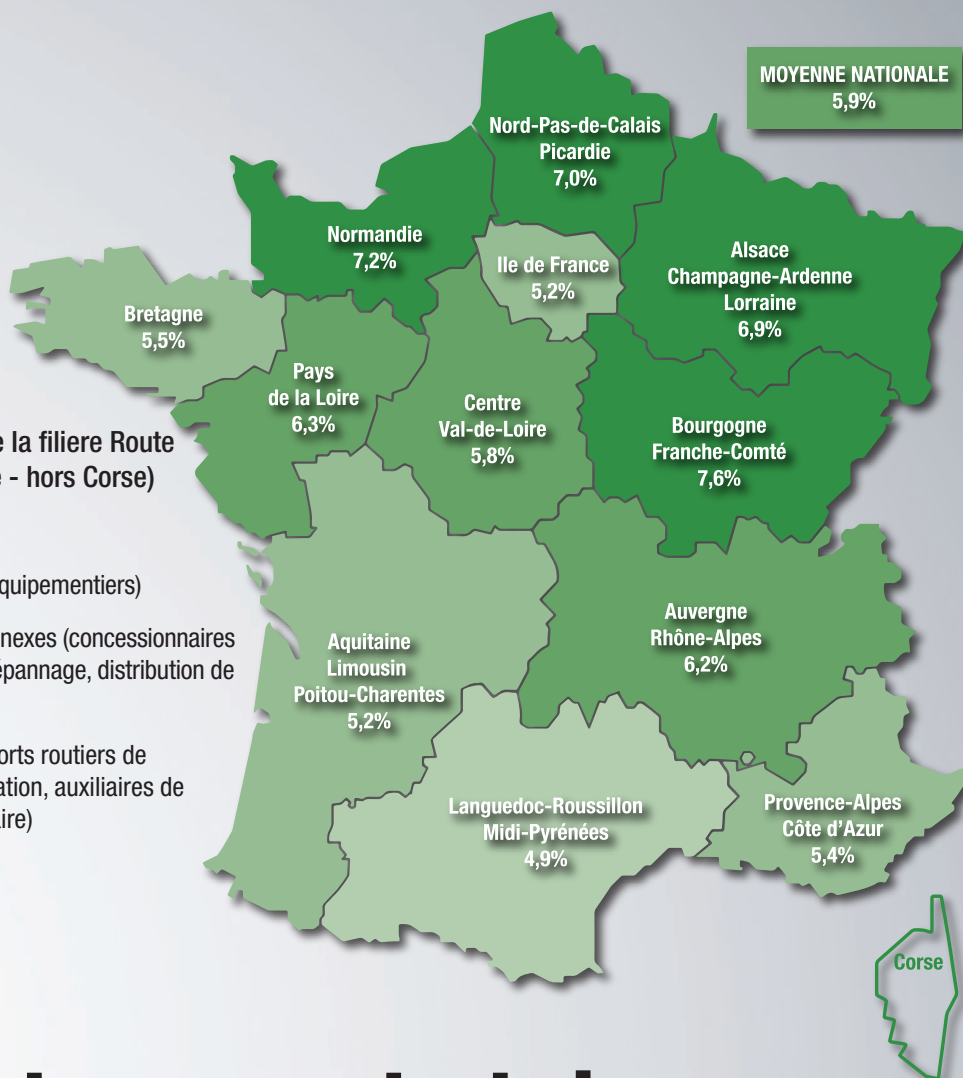 MOYENNE NATIONALE
5,9%
Nord-Pas-de-Calais
Picardie
7,0%
Normandie
7,2%
Ile de France
5,2%
Alsace
Champagne-Ardenne
Lorraine
6,9%
Bretagne
5,5%
Pays
de la Loire
6,3%
Centre
Val-de-Loire
5,8%
Bourgogne
Franche-Comté
7,6%
la filiere Route
- hors Corse)
quipementiers)
nexes (concessionnaires
épannage, distribution de
orts routiers de
ation, auxiliaires de
ire)
Auvergne
Rhône-Alpes
6,2%
Aquitaine
Limousin
Poitou-Charentes
5,2%
Languedoc-Roussillon
Midi-Pyrénées
4,9%
Provence-Alpes
Côte d'Azur
5,4%
Corse